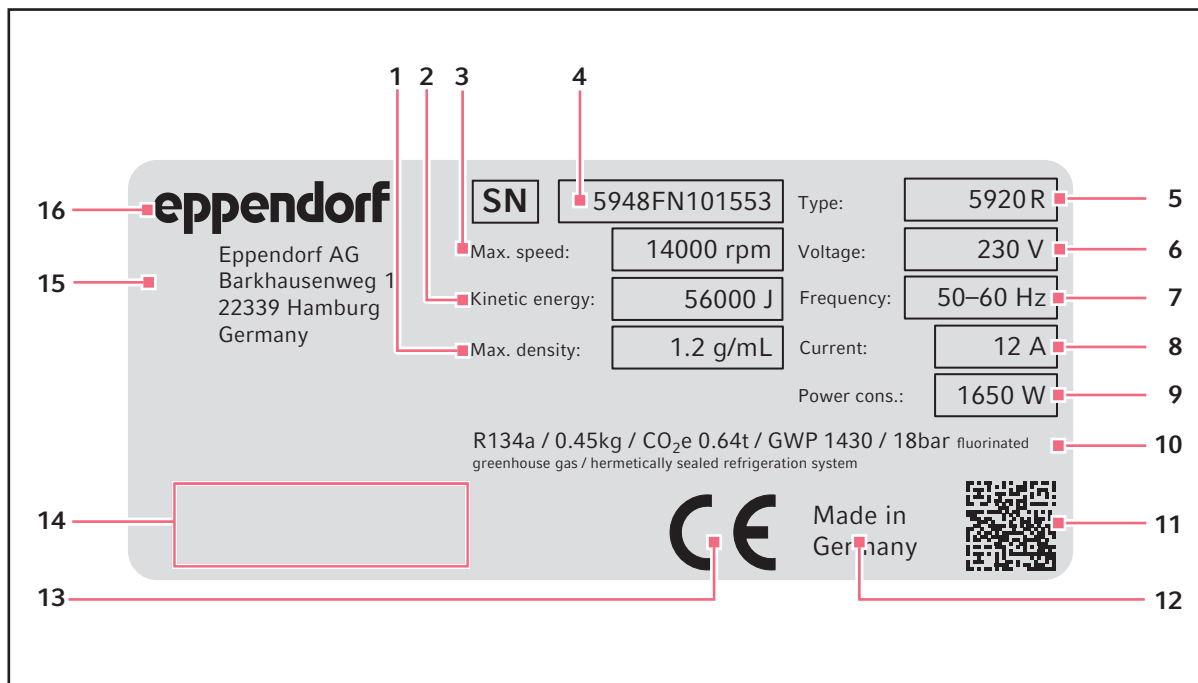 1 2 3 4
16 eppendorf SN 5948FN101553 Type: 5920 R 5
15 Eppendorf AG Max. speed: 14000 rpm Voltage: 230 V 6
Barkhausenweg 1
22339 Hamburg Kinetic energy: 56000 J Frequency: 50–60 Hz 7
Germany Max. density: 1.2 g/mL Current: 12 A 8
Power cons.: 1650 W 9
R134a / 0.45kg / CO₂e 0.64t / GWP 1430 / 18bar fluorinated 10
greenhouse gas / hermetically sealed refrigeration system
14 CE Made in 11
Germany
13 12